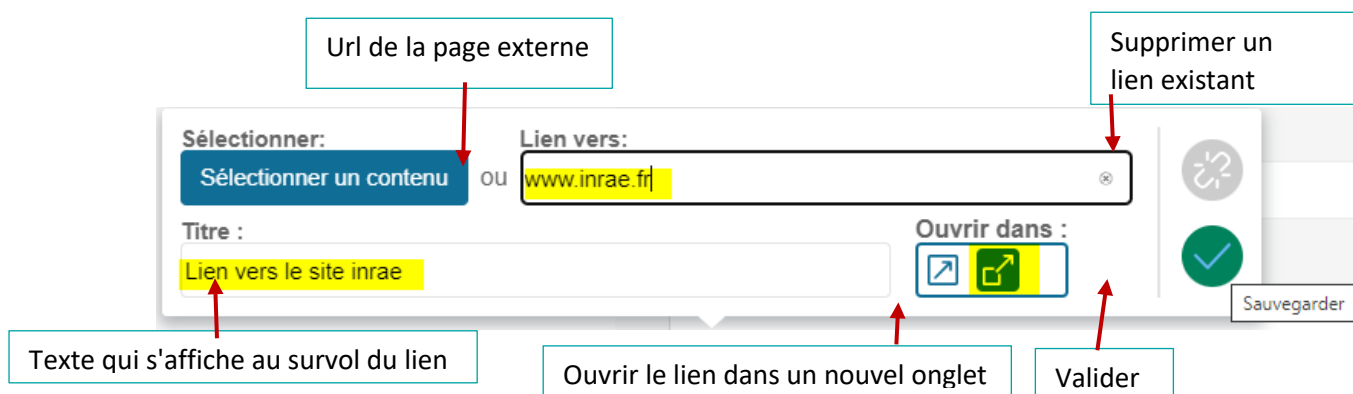 Url de la page externe
Supprimer un
lien existant
Sélectionner:
Lien vers:
Sélectionner un contenu
ou
www.inrae.fr
Titre :
Ouvrir dans :
Lien vers le site inrae
Sauvegarder
Texte qui s'affiche au survol du lien
Ouvrir le lien dans un nouvel onglet
Valider